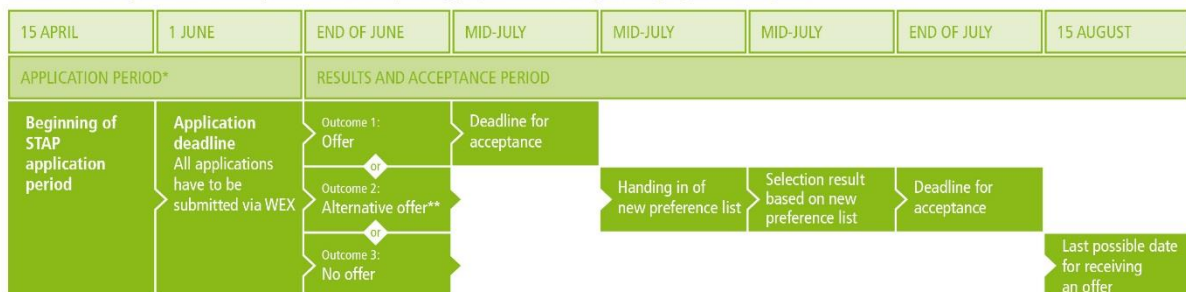 15 APRIL
1 JUNE
END OF JUNE
MID-JULY
MID-JULY
MID-JULY
END OF JULY
15 AUGUST
APPLICATION PERIOD*
RESULTS AND ACCEPTANCE PERIOD
Beginning of
STAP
application
period
Application
deadline
All applications
have to be
submitted via WEX
Outcome 1:
Offer
or
Outcome 2:
Alternative offer**
or
Outcome 3:
No offer
Deadline for
acceptance
Handing in of
new preference list
Selection result
based on new
preference list
Deadline for
acceptance
Last possible date
for receiving
an offer